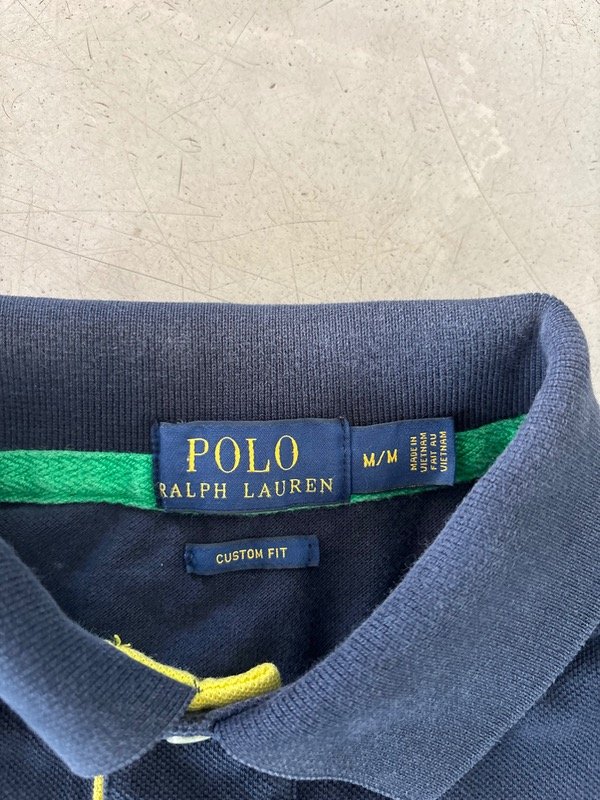 POLO
RALPH LAUREN
M/M
MADE IN
VIETNAM
FAIT AU
VIETNAM
CUSTOM FIT